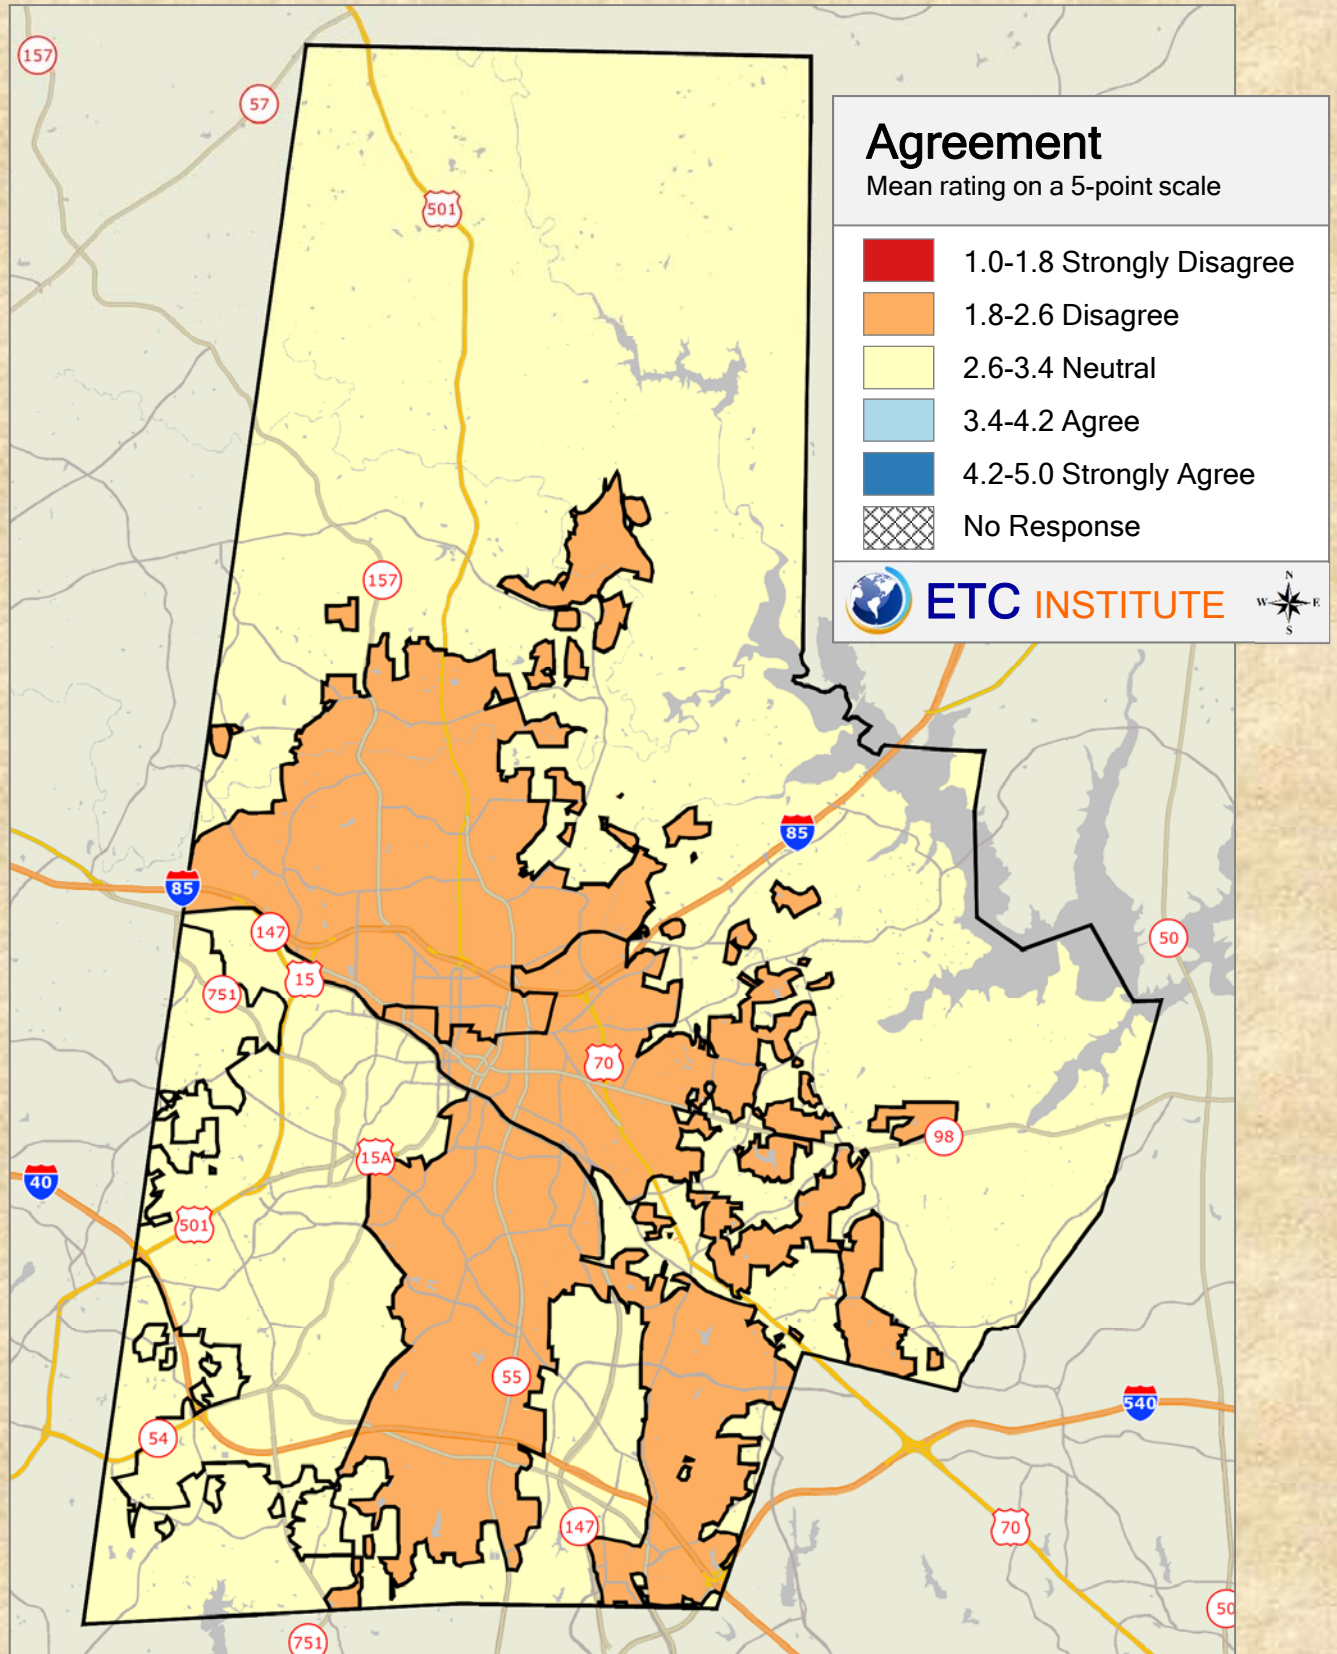 157
57
501
Agreement
Mean rating on a 5-point scale
1.0-1.8 Strongly Disagree
1.8-2.6 Disagree
2.6-3.4 Neutral
3.4-4.2 Agree
4.2-5.0 Strongly Agree
No Response
ETC INSTITUTE
N
W E
S
157
85
85
147
50
15
751
70
98
15A
40
501
55
540
54
147
70
50
751